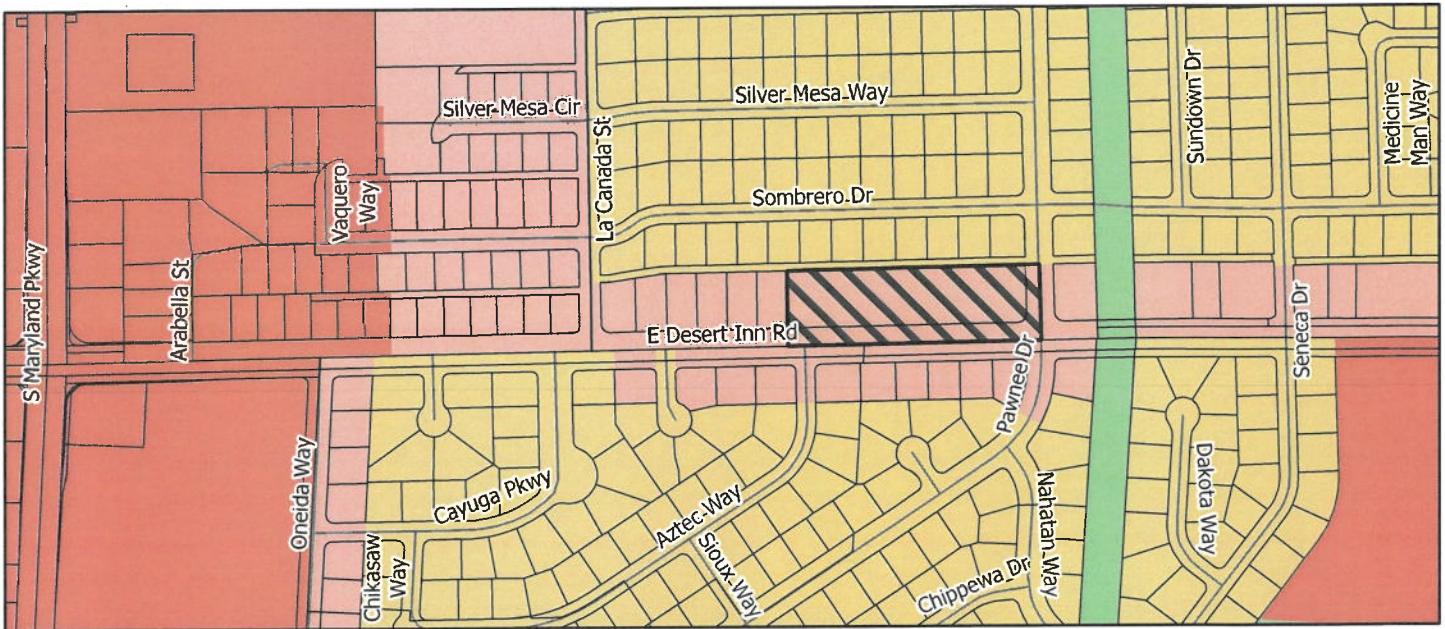 Silver Mesa Cir
Silver Mesa Way
La Canada St
Sundown Dr
Medicine
Man Way
Vaquero
Way
Sombrero Dr
S Maryland Pkwy
Arabella St
E Desert Inn Rd
Seneca Dr
Pawnee Dr
Oneida Way
Cayuga Pkwy
Aztec Way
Dakota Way
Nahatan Way
Chikasaw
Way
Sioux Way
Chippewa Dr